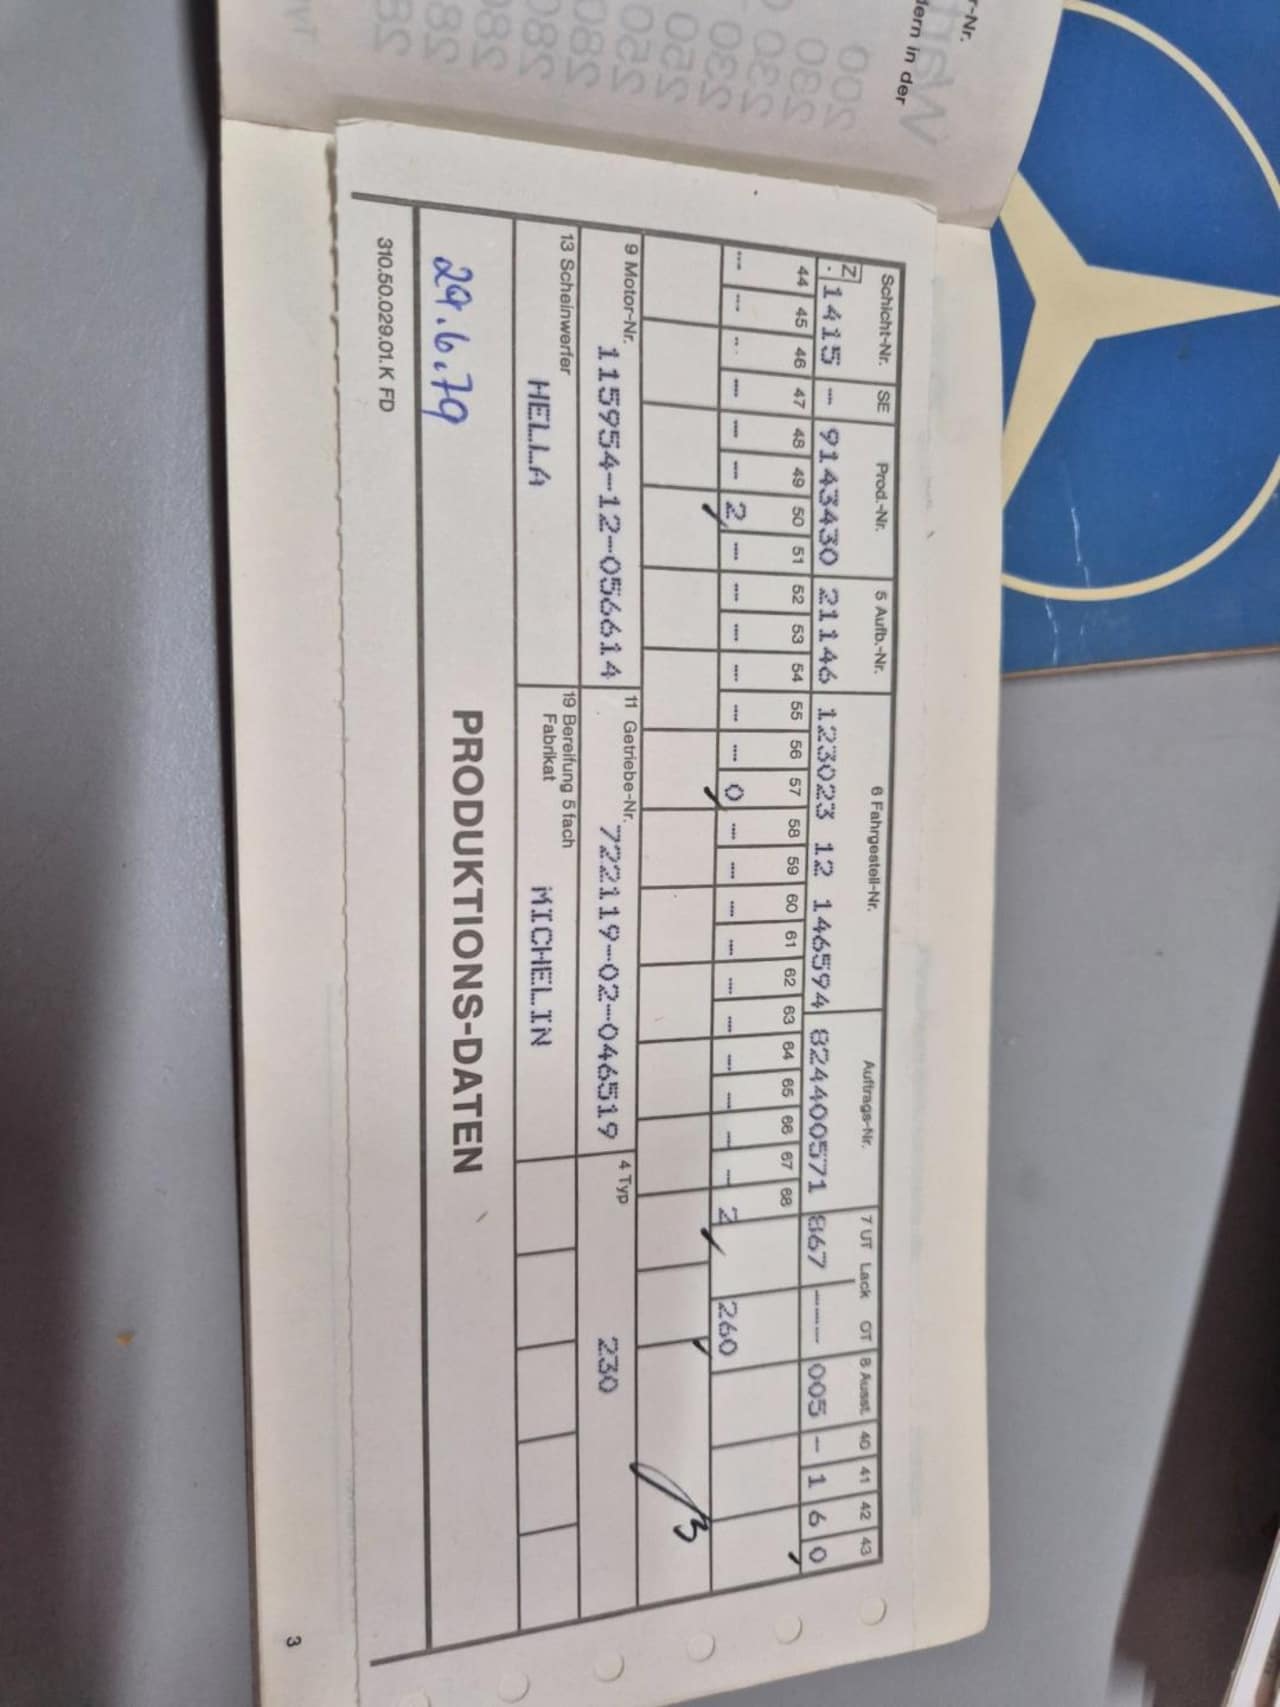 r-Nr.
dern in der
Schicht-Nr. SE Prod.-Nr. 5 Aufb.-Nr. 6 Fahrgestell-Nr. Auftrags-Nr. 7 UT Lack OT 8 Ausst. 40 41 42 43
Z 1415 - 9143430 21146 123023 12 146594 824400571 867 --- 005 - 1 6 0
44 45 46 47 48 49 50 51 52 53 54 55 56 57 58 59 60 61 62 63 64 65 66 67 68
- - - - - - 2 - - - - - - 0 - - - - - - - - - - 2 260
9 Motor-Nr. 115954-12-056614 11 Getriebe-Nr. 722119-02-046519 4 Typ 230
13 Scheinwerfer HELLA 19 Bereifung 5fach Fabrikat MICHELIN
29.6.79 PRODUKTIONS-DATEN
310.50.029.01.K FD
3